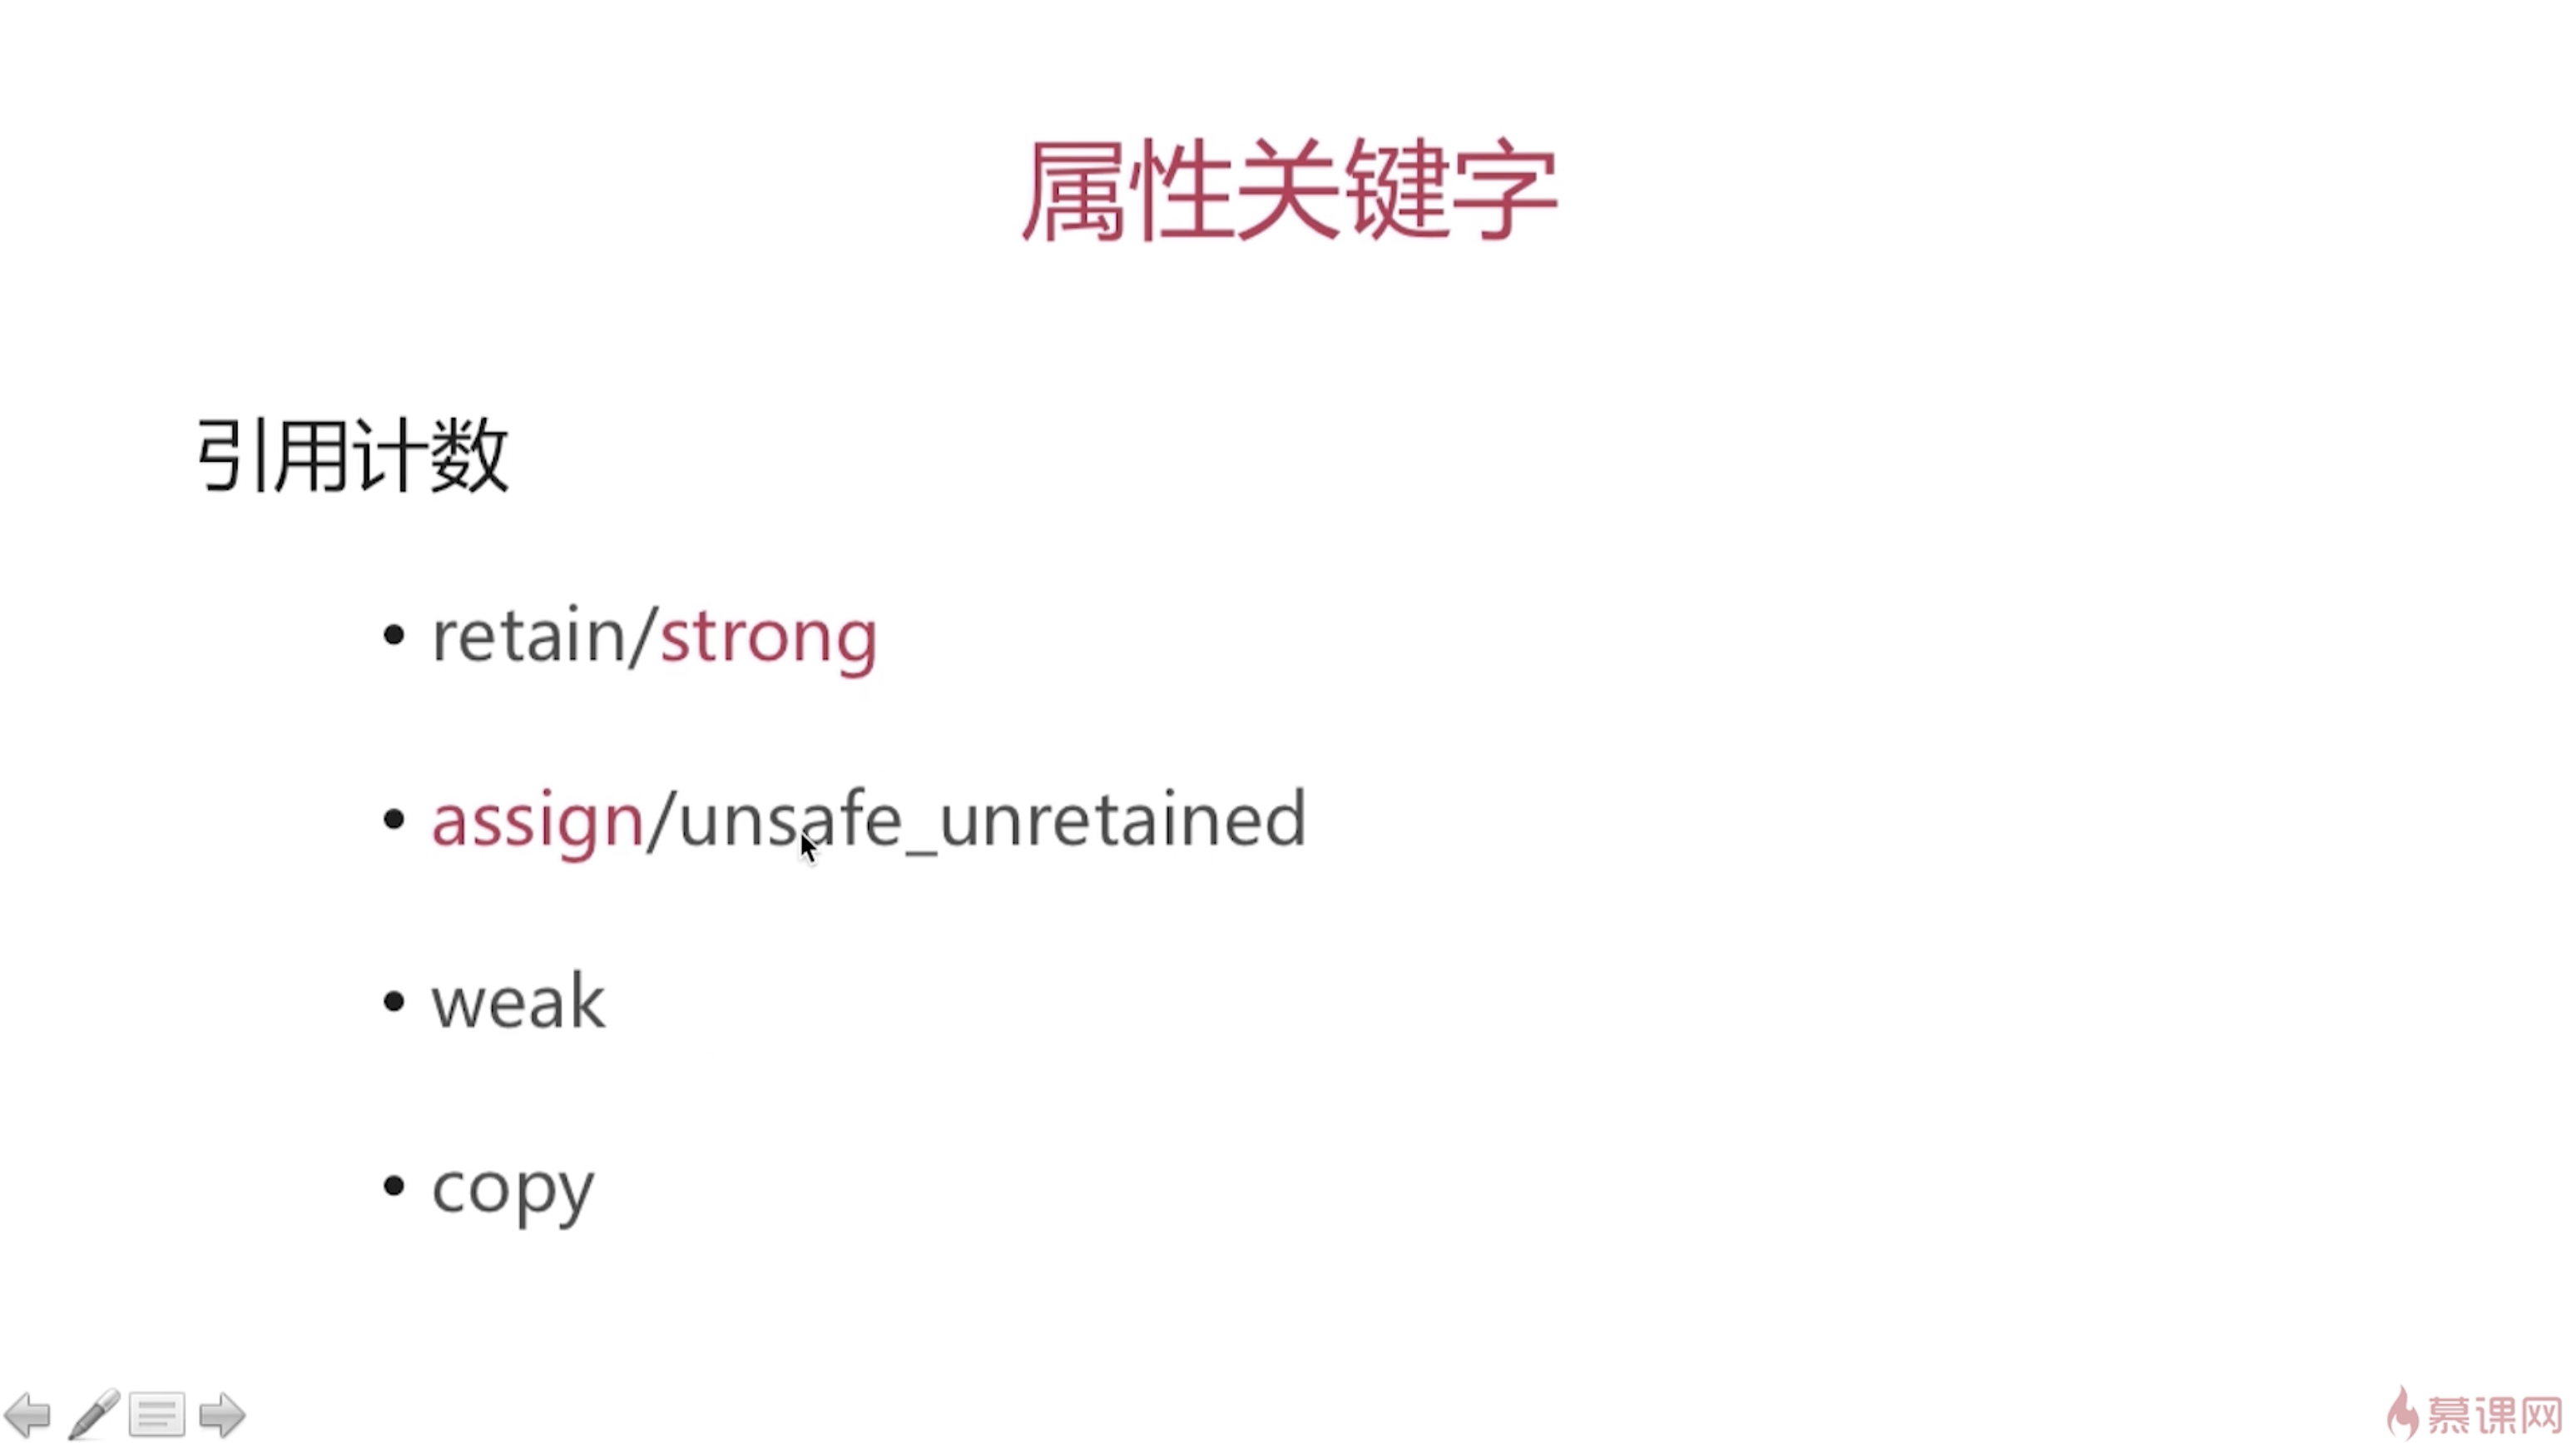 属性关键字
引用计数
• retain/strong
• assign/unsafe_unretained
• weak
• copy
慕课网